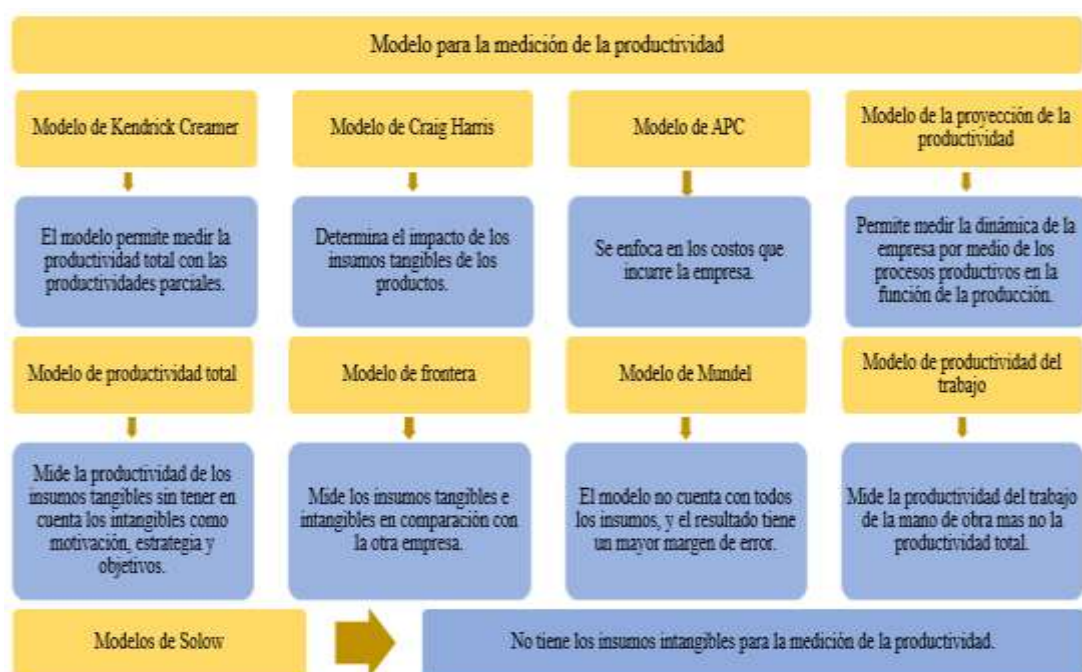 Modelo para la medición de la productividad
Modelo de Kendrick Creamer
Modelo de Craig Harris
Modelo de APC
Modelo de la proyección de la
productividad
El modelo permite medir la
productividad total con las
productividades parciales.
Determina el impacto de los
insumos tangibles de los
productos.
Se enfoca en los costos que
incurre la empresa.
Permite medir la dinámica de la
empresa por medio de los
procesos productivos en la
función de la producción.
Modelo de productividad total
Modelo de frontera
Modelo de Mundel
Modelo de productividad del
trabajo
Mide la productividad de los
insumos tangibles sin tener en
cuenta los intangibles como
motivación, estrategia y
objetivos.
Mide los insumos tangibles e
intangibles en comparación con
la otra empresa.
El modelo no cuenta con todos
los insumos, y el resultado tiene
un mayor margen de error.
Mide la productividad del trabajo
de la mano de obra mas no la
productividad total.
Modelos de Solow
No tiene los insumos intangibles para la medición de la productividad.